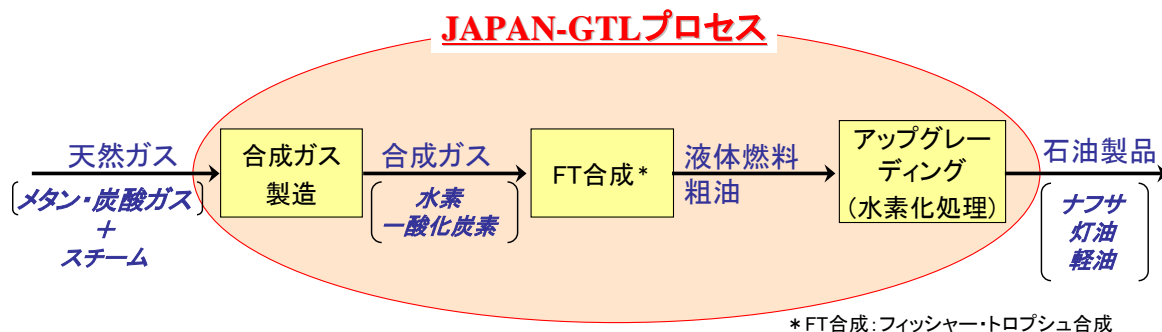 JAPAN-GTLプロセス
天然ガス
メタン・炭酸ガス
+
スチーム
合成ガス
製造
合成ガス
水素
一酸化炭素
FT合成*
液体燃料
粗油
アップグレー
ディング
(水素化処理)
石油製品
ナフサ
灯油
軽油
*FT合成:フィッシャー・トロプシュ合成